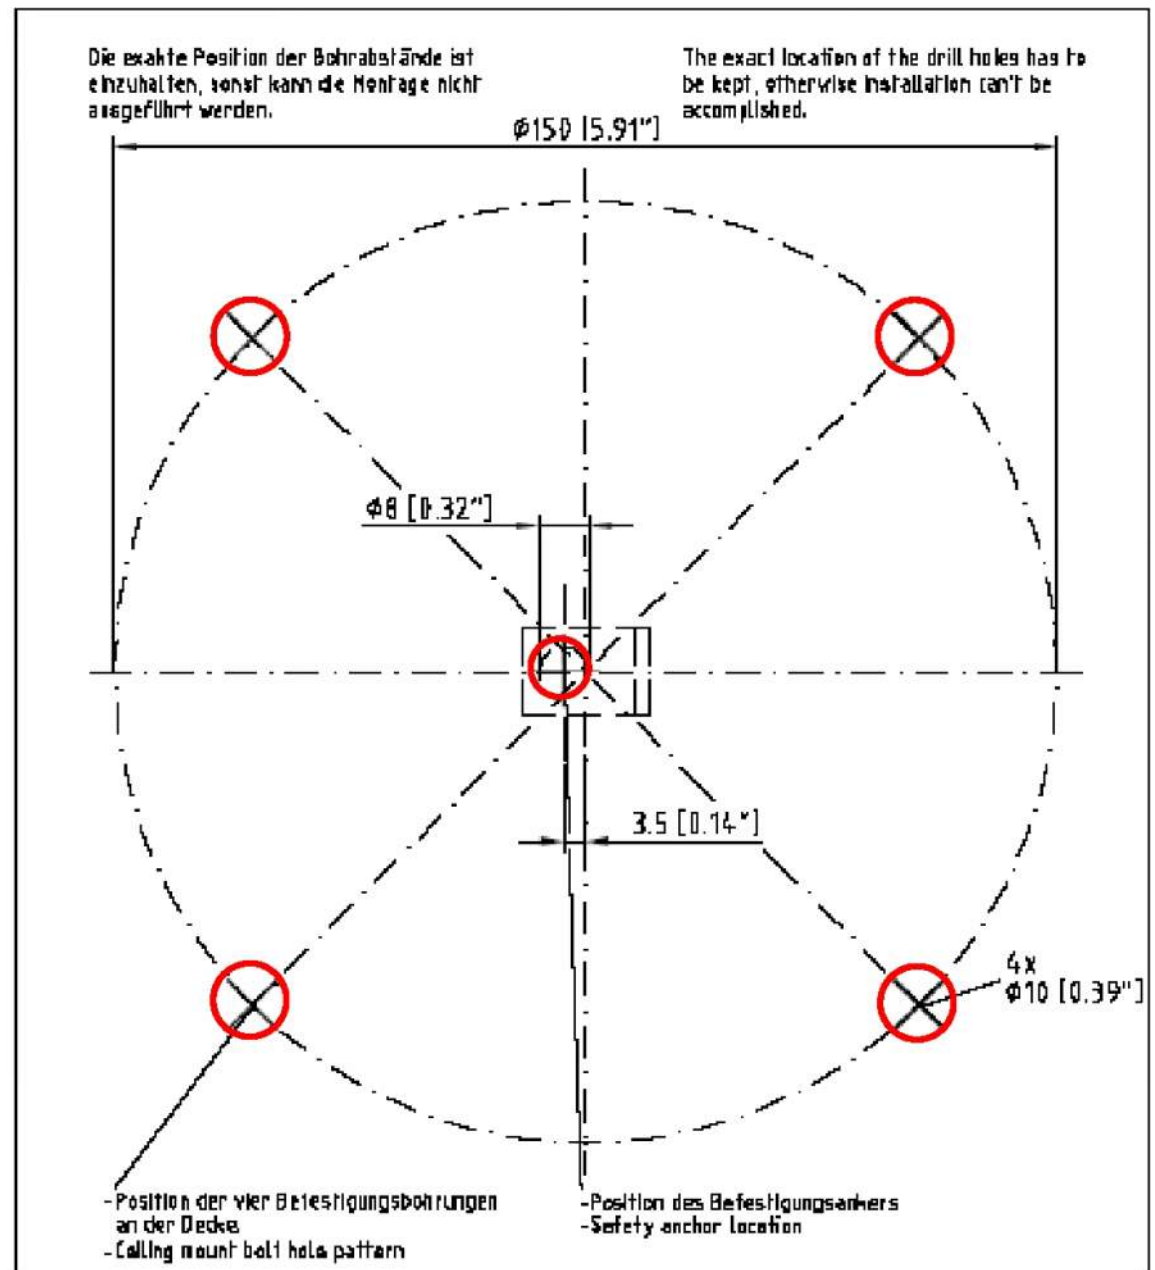 Die exakte Position der Bohrabstände ist
einzuhalten, sonst kann die Montage nicht
ausgeführt werden.
The exact location of the drill holes has to
be kept, otherwise installation can't be
accomplished.
Φ150 [5.91"]
Φ8 [0.32"]
3.5 [0.14"]
4x
Φ10 [0.39"]
-Position der vier Befestigungsbohrungen
an der Decke
-Ceiling mount bolt hole pattern
-Position des Befestigungsankers
-Safety anchor location